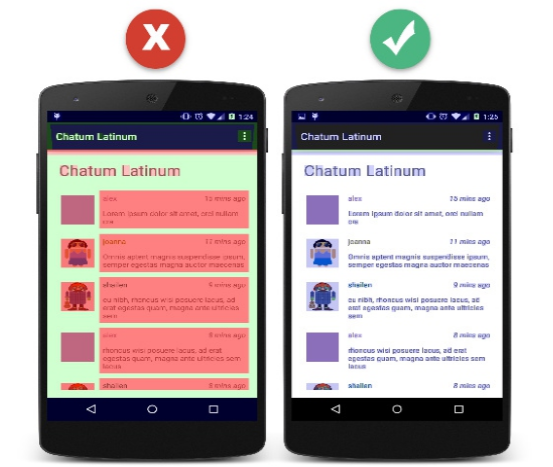 1:24
Chatum Latinum
Chatum Latinum
alex 15 mins ago
Lorem ipsum dolor sit amet, orci nullam
cra
joanna 11 mins ago
Omnis aptent magnis suspendisse ipsum,
semper egestas magna auctor maecenas
shailen 9 mins ago
eu nibh, rhoncus wisi posuere lacus, ad
erat egestas quam, magna ante ultricies
sem
alex 8 mins ago
rhoncus wisi posuere lacus, ad erat
egestas quam, magna ante ultricies sem
lacus
shailen 8 mins ago
1:25
Chatum Latinum
Chatum Latinum
alex 15 mins ago
Lorem ipsum dolor sit amet, orci nullam
cra
joanna 11 mins ago
Omnis aptent magnis suspendisse ipsum,
semper egestas magna auctor maecenas
shailen 9 mins ago
eu nibh, rhoncus wisi posuere lacus, ad
erat egestas quam, magna ante ultricies
sem
alex 8 mins ago
rhoncus wisi posuere lacus, ad erat
egestas quam, magna ante ultricies sem
lacus
shailen 8 mins ago